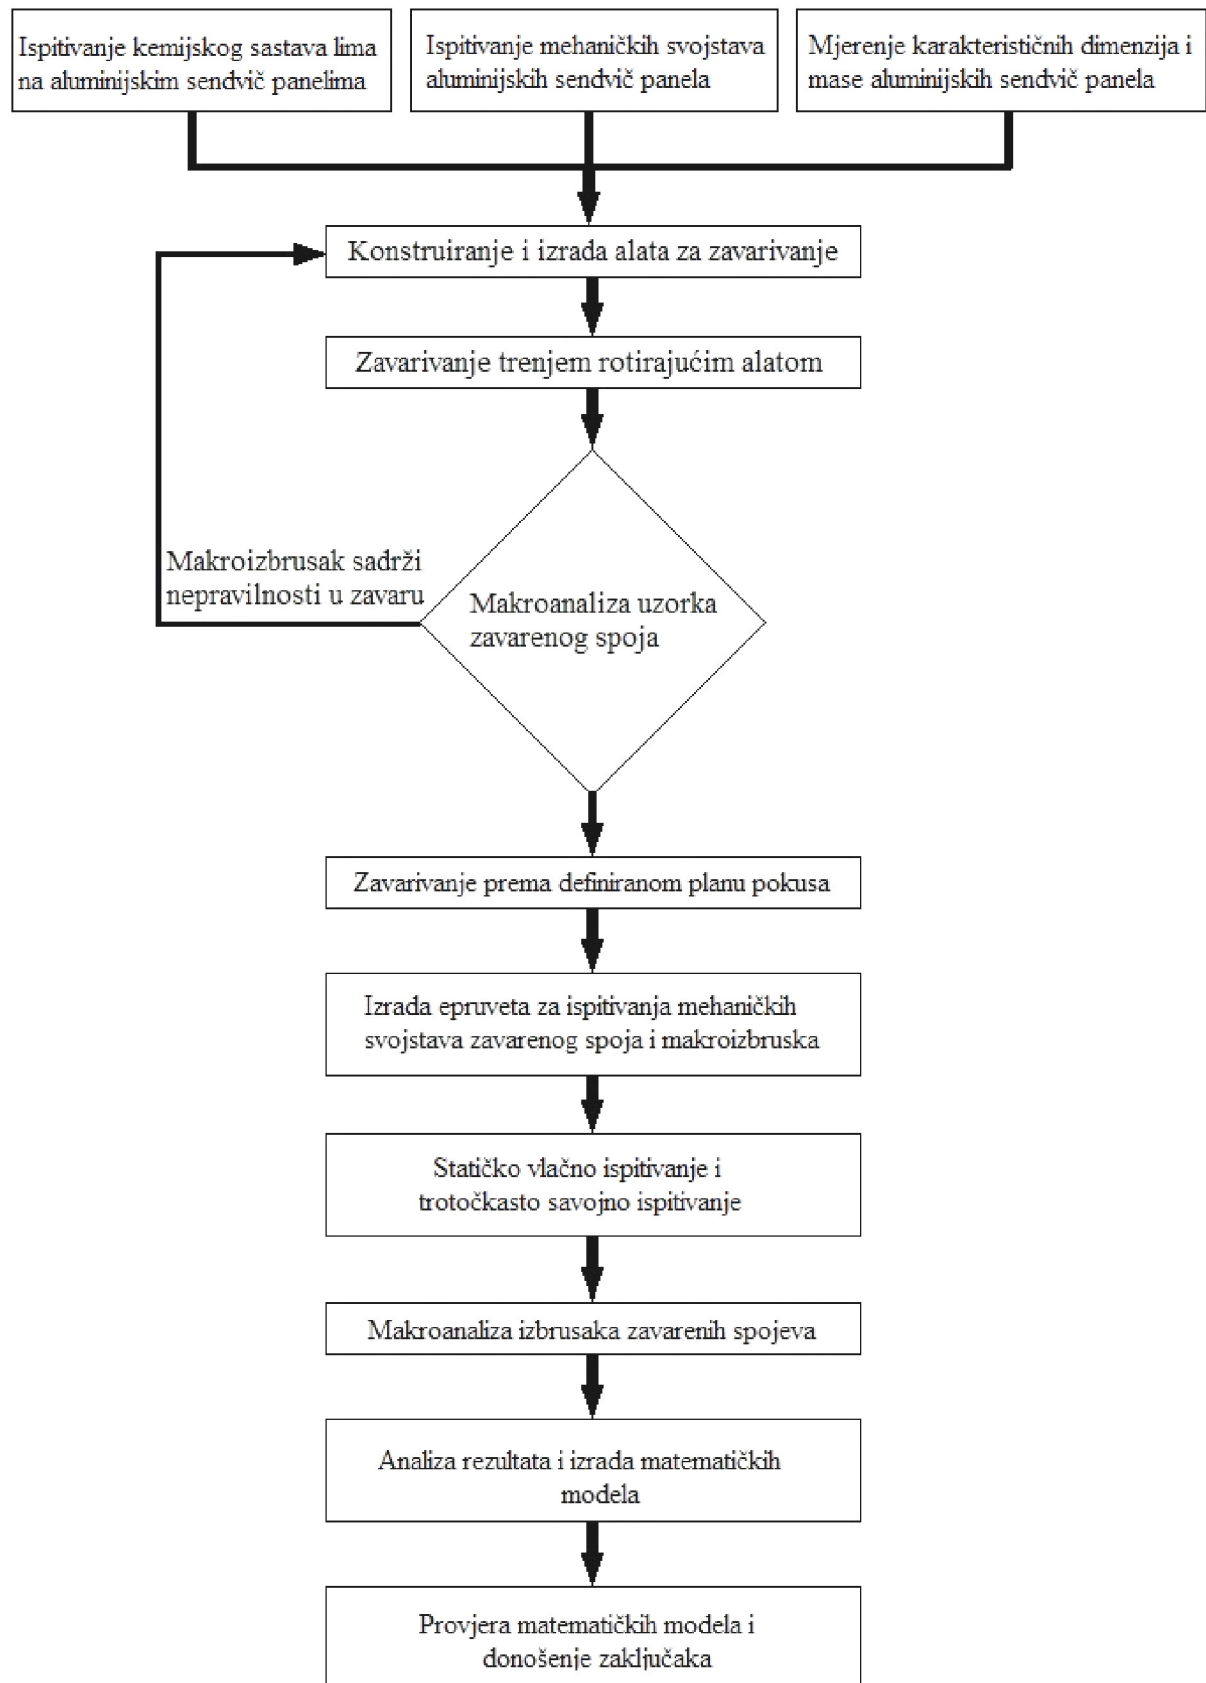 Ispitivanje kemijskog sastava lima
na aluminijskim sendvič panelima
Ispitivanje mehaničkih svojstava
aluminijskih sendvič panela
Mjerenje karakterističnih dimenzija i
mase aluminijskih sendvič panela
Konstruiranje i izrada alata za zavarivanje
Zavarivanje trenjem rotirajućim alatom
Makroizbrusak sadrži
nepravilnosti u zavaru
Makroanaliza uzorka
zavarenog spoja
Zavarivanje prema definiranom planu pokusa
Izrada epruveta za ispitivanja mehaničkih
svojstava zavarenog spoja i makroizbruska
Statičko vlačno ispitivanje i
trotočkasto savojno ispitivanje
Makroanaliza izbrusaka zavarenih spojeva
Analiza rezultata i izrada matematičkih
modela
Provjera matematičkih modela i
donošenje zaključaka